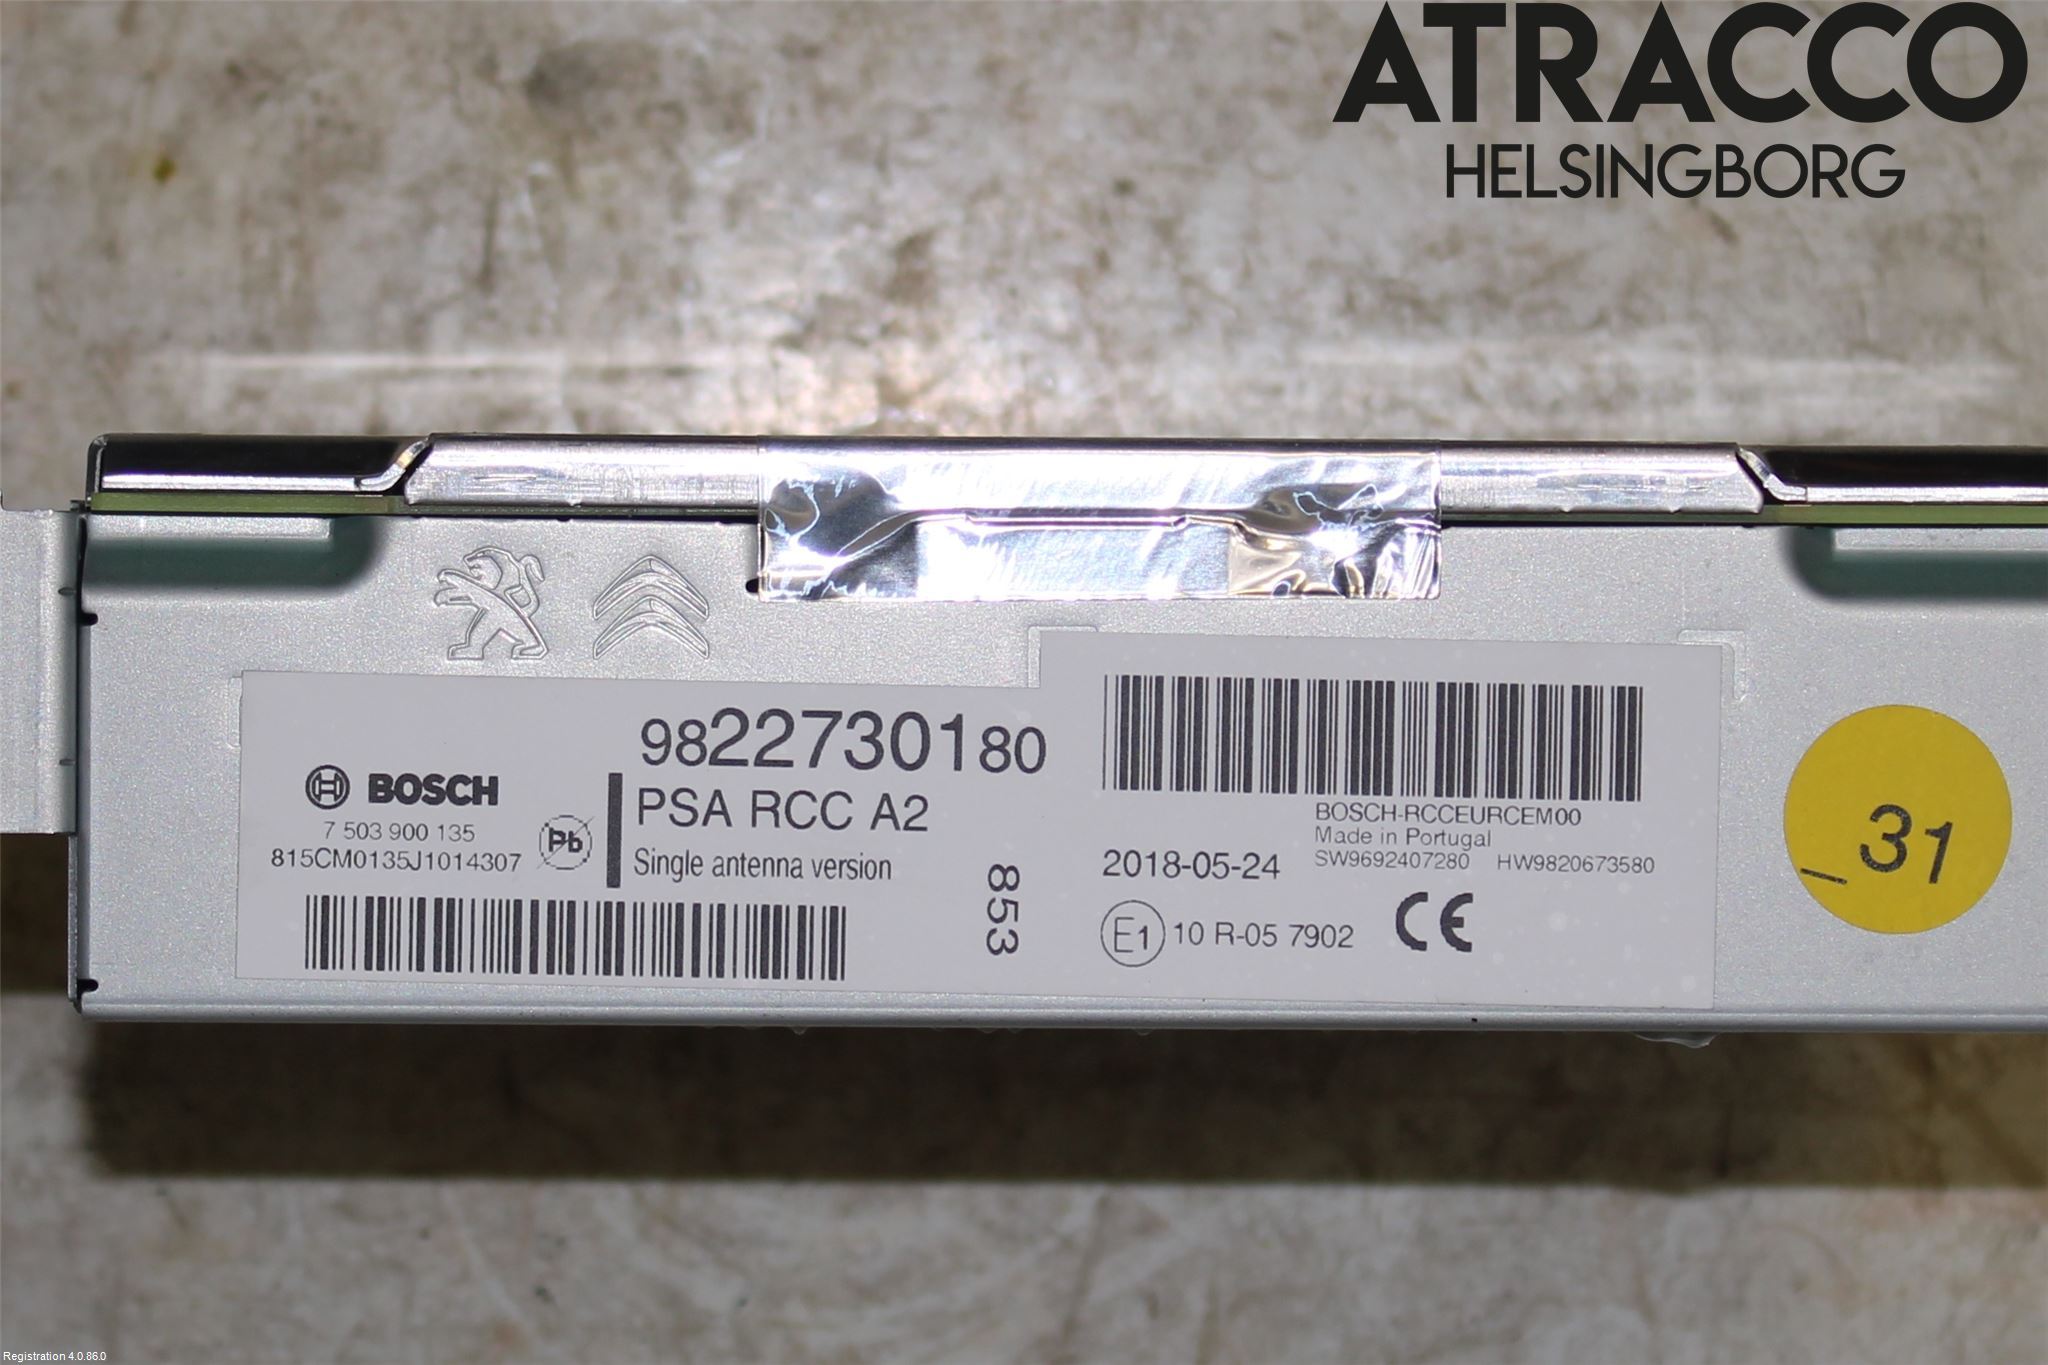 ATRACCO
HELSINGBORG
9822730180
BOSCH
7 503 900 135
815CM0135J1014307
Pb
PSA RCC A2
Single antenna version
853
BOSCH-RCCEURCEM00
Made in Portugal
2018-05-24
SW9692407280 HW9820673580
E1 10 R-05 7902 CE
_31
Registration 4.0.86.0